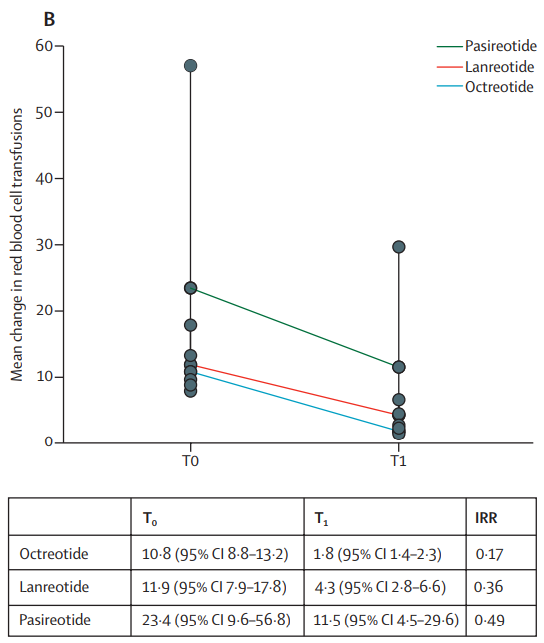 B
60
50
40
30
20
10
0
Mean change in red blood cell transfusions
Pasireotide
Lanreotide
Octreotide
T0
T1
T₀ T₁ IRR
Octreotide 10·8 (95% CI 8·8–13·2) 1·8 (95% CI 1·4–2·3) 0·17
Lanreotide 11·9 (95% CI 7·9–17·8) 4·3 (95% CI 2·8–6·6) 0·36
Pasireotide 23·4 (95% CI 9·6–56·8) 11·5 (95% CI 4·5–29·6) 0·49